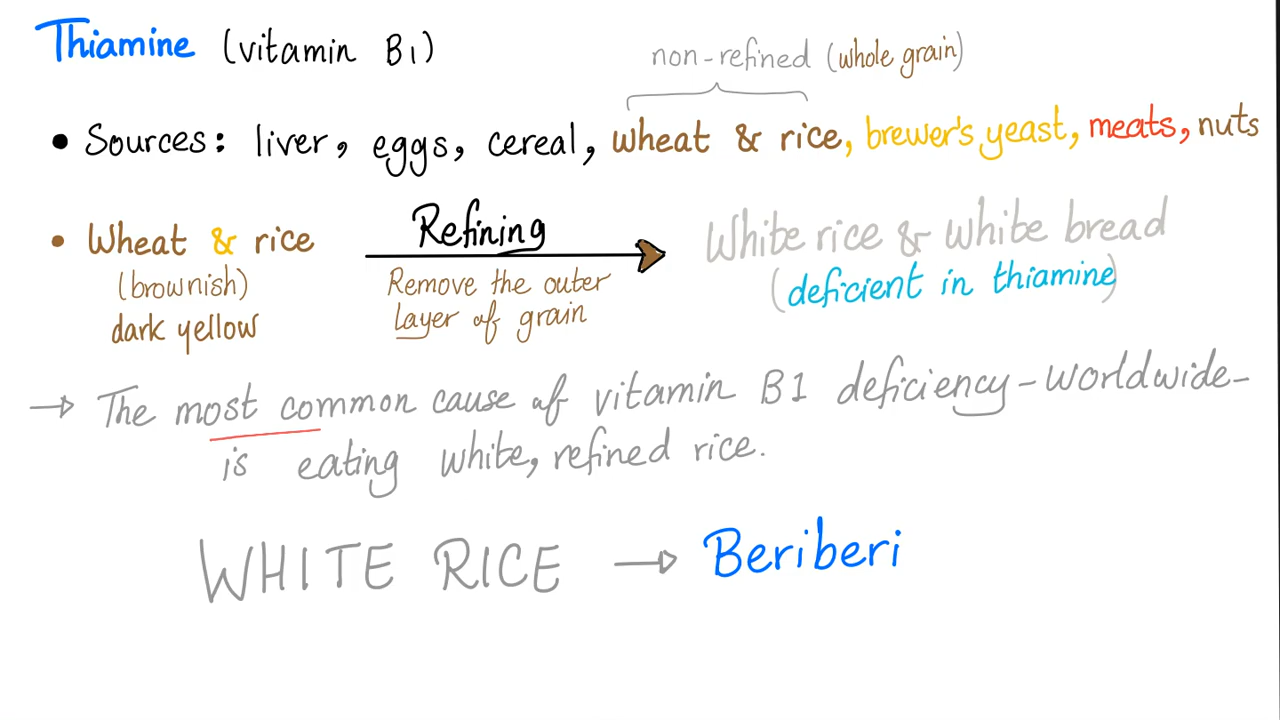 Thiamine (vitamin B1)
non-refined (whole grain)
• Sources: liver, eggs, cereal, wheat & rice, brewer's yeast, meats, nuts
• Wheat & rice Refining White rice & White bread
(brownish) Remove the outer (deficient in thiamine)
dark yellow layer of grain
→ The most common cause of vitamin B1 deficiency - worldwide -
is eating white, refined rice.
WHITE RICE → Beriberi